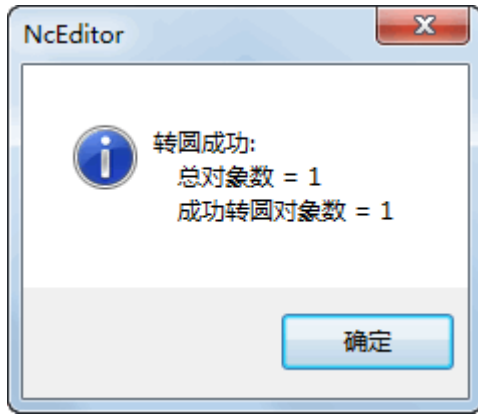 NcEditor
转圆成功:
总对象数 = 1
成功转圆对象数 = 1
确定